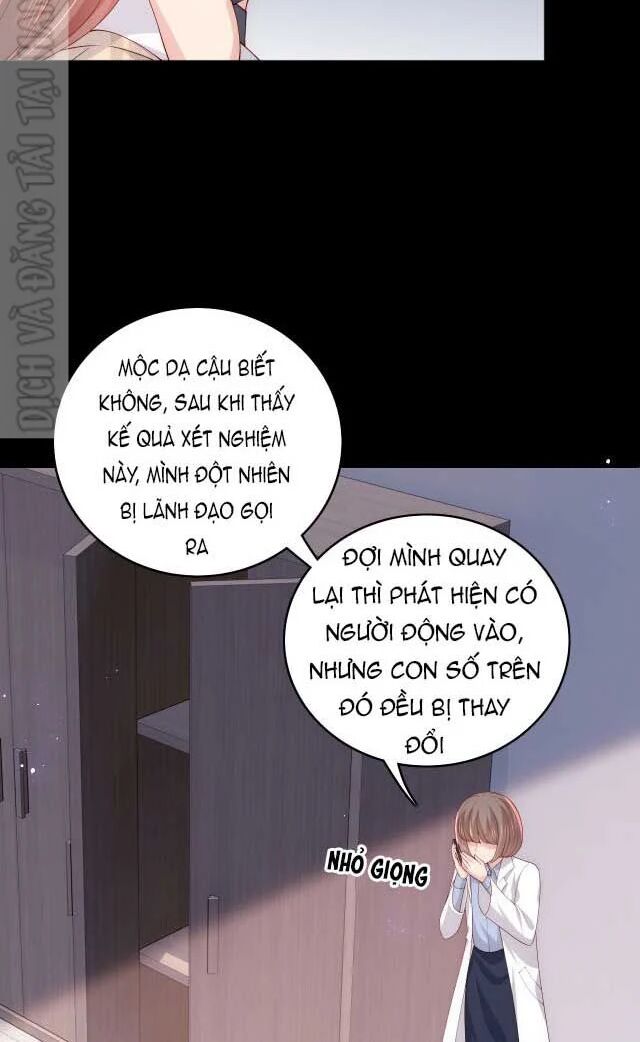 DỊCH VÀ ĐĂNG TẢI TẠI
MỘC DẠ CẬU BIẾT
KHÔNG, SAU KHI THẤY
KẾ QUẢ XÉT NGHIỆM
NÀY, MÌNH ĐỘT NHIÊN
BỊ LÃNH ĐẠO GỌI
RA
ĐỢI MÌNH QUAY
LẠI THÌ PHÁT HIỆN CÓ
NGƯỜI ĐỘNG VÀO,
NHƯNG CON SỐ TRÊN
ĐÓ ĐỀU BỊ THAY
ĐỔI
NHỎ GIỌNG